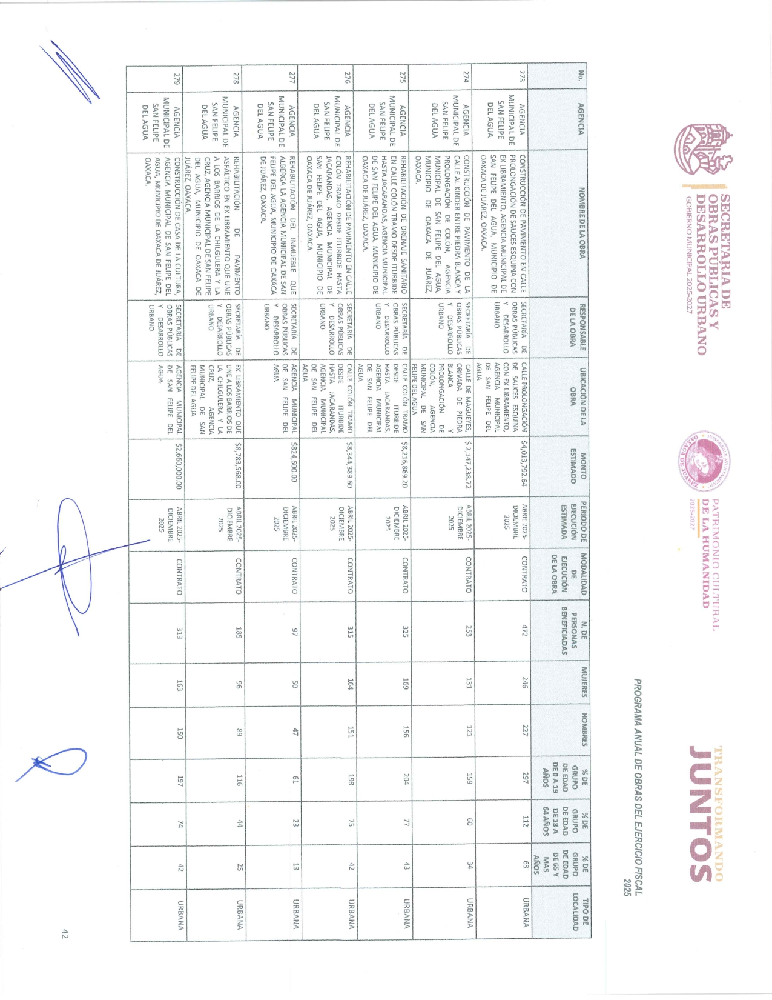 SECRETARIA DE
OBRAS PÚBLICAS Y
DESARROLLO URBANO
GOBIERNO MUNICIPAL 2025-2027
HONORABLE AYUNTAMIENTO
OAXACA DE JUÁREZ
PATRIMONIO CULTURAL
DE LA HUMANIDAD
2025-2027
TRANSFORMANDO
JUNTOS
PROGRAMA ANUAL DE OBRAS DEL EJERCICIO FISCAL
2025
No.
AGENCIA
NOMBRE DE LA OBRA
RESPONSABLE
DE LA OBRA
UBICACIÓN DE LA
OBRA
MONTO
ESTIMADO
PERIODO DE
EJECUCIÓN
ESTIMADA
MODALIDAD
DE
EJECUCIÓN
DE LA OBRA
N. DE
PERSONAS
BENEFICIADAS
MUJERES
HOMBRES
% DE
GRUPO
DE EDAD
DE 0 A 19
AÑOS
% DE
GRUPO
DE EDAD
DE 18 A
64 AÑOS
% DE
GRUPO
DE EDAD
DE 65 Y
MAS
AÑOS
TIPO DE
LOCALIDAD
273
AGENCIA
MUNICIPAL DE
SAN FELIPE
DEL AGUA
CONSTRUCCIÓN DE PAVIMENTO EN CALLE
PROLONGACIÓN DE SAUCES ESQUINA CON
EX LIBRAMIENTO, AGENCIA MUNICIPAL DE
SAN FELIPE DEL AGUA, MUNICIPIO DE
OAXACA DE JUÁREZ, OAXACA.
SECRETARÍA DE
OBRAS PÚBLICAS
Y DESARROLLO
URBANO
CALLE PROLONGACIÓN
DE SAUCES ESQUINA
CON EX LIBRAMIENTO,
AGENCIA MUNICIPAL
DE SAN FELIPE DEL
AGUA
$4,013,792.64
ABRIL 2025-
DICIEMBRE
2025
CONTRATO
472
246
227
297
112
63
URBANA
274
AGENCIA
MUNICIPAL DE
SAN FELIPE
DEL AGUA
CONSTRUCCIÓN DE PAVIMENTO DE LA
CALLE AL KINDER ENTRE PIEDRA BLANCA Y
PROLONGACIÓN DE COLÓN, AGENCIA
MUNICIPAL DE SAN FELIPE DEL AGUA,
MUNICIPIO DE OAXACA DE JUÁREZ,
OAXACA.
SECRETARÍA DE
OBRAS PÚBLICAS
Y DESARROLLO
URBANO
CALLE DE MAGUEYES,
ORIVADA DE PIEDRA
BLANCA Y
PROLONGACIÓN DE
COLÓN, AGENCIA
MUNICIPAL DE SAN
FELIPE DEL AGUA
$ 2,147,238.72
ABRIL 2025-
DICIEMBRE
2025
CONTRATO
253
131
121
159
60
34
URBANA
275
AGENCIA
MUNICIPAL DE
SAN FELIPE
DEL AGUA
REHABILITACIÓN DE DRENAJE SANITARIO
EN CALLE COLÓN TRAMO DESDE ITURBIDE
HASTA JACARANDAS, AGENCIA MUNICIPAL
DE SAN FELIPE DEL AGUA, MUNICIPIO DE
OAXACA DE JUÁREZ, OAXACA.
SECRETARÍA DE
OBRAS PÚBLICAS
Y DESARROLLO
URBANO
CALLE COLÓN TRAMO
DESDE ITURBIDE
HASTA JACARANDAS,
AGENCIA MUNICIPAL
DE SAN FELIPE DEL
AGUA
$8,216,869.20
ABRIL 2025-
DICIEMBRE
2025
CONTRATO
325
169
156
204
77
43
URBANA
276
AGENCIA
MUNICIPAL DE
SAN FELIPE
DEL AGUA
REHABILITACIÓN DE PAVIMENTO EN CALLE
COLÓN TRAMO DESDE ITURBIDE HASTA
JACARANDAS, AGENCIA MUNICIPAL DE
SAN FELIPE DEL AGUA, MUNICIPIO DE
OAXACA DE JUÁREZ, OAXACA.
SECRETARÍA DE
OBRAS PÚBLICAS
Y DESARROLLO
URBANO
CALLE COLÓN TRAMO
DESDE ITURBIDE
HASTA JACARANDAS,
AGENCIA MUNICIPAL
DE SAN FELIPE DEL
AGUA
$8,344,389.60
ABRIL 2025-
DICIEMBRE
2025
CONTRATO
315
164
151
198
75
42
URBANA
277
AGENCIA
MUNICIPAL DE
SAN FELIPE
DEL AGUA
REHABILITACIÓN DEL INMUEBLE QUE
ALBERGA LA AGENCIA MUNICIPAL DE SAN
FELIPE DEL AGUA, MUNICIPIO DE OAXACA
DE JUÁREZ, OAXACA.
SECRETARÍA DE
OBRAS PÚBLICAS
Y DESARROLLO
URBANO
AGENCIA MUNICIPAL
DE SAN FELIPE DEL
AGUA
$824,600.00
ABRIL 2025-
DICIEMBRE
2025
CONTRATO
97
50
47
61
23
13
URBANA
278
AGENCIA
MUNICIPAL DE
SAN FELIPE
DEL AGUA
REHABILITACIÓN DE PAVIMENTO
ASFÁLTICO EN EX LIBRAMIENTO QUE UNE
A LOS BARRIOS DE LA CHILGULERA Y LA
CRUZ, AGENCIA MUNICIPAL DE SAN FELIPE
DEL AGUA, MUNICIPIO DE OAXACA DE
JUÁREZ, OAXACA.
SECRETARÍA DE
OBRAS PÚBLICAS
Y DESARROLLO
URBANO
EX LIBRAMIENTO QUE
UNE A LOS BARRIOS DE
LA CHILGULERA Y LA
CRUZ, AGENCIA
MUNICIPAL DE SAN
FELIPE DEL AGUA
$8,783,568.00
ABRIL 2025-
DICIEMBRE
2025
CONTRATO
185
96
89
116
44
25
URBANA
279
AGENCIA
MUNICIPAL DE
SAN FELIPE
DEL AGUA
CONSTRUCCIÓN DE CASA DE LA CULTURA,
AGENCIA MUNICIPAL DE SAN FELIPE DEL
AGUA, MUNICIPIO DE OAXACA DE JUÁREZ,
OAXACA.
SECRETARÍA DE
OBRAS PÚBLICAS
Y DESARROLLO
URBANO
AGENCIA MUNICIPAL
DE SAN FELIPE DEL
AGUA
$2,660,000.00
ABRIL 2025-
DICIEMBRE
2025
CONTRATO
313
163
150
197
74
42
URBANA
42